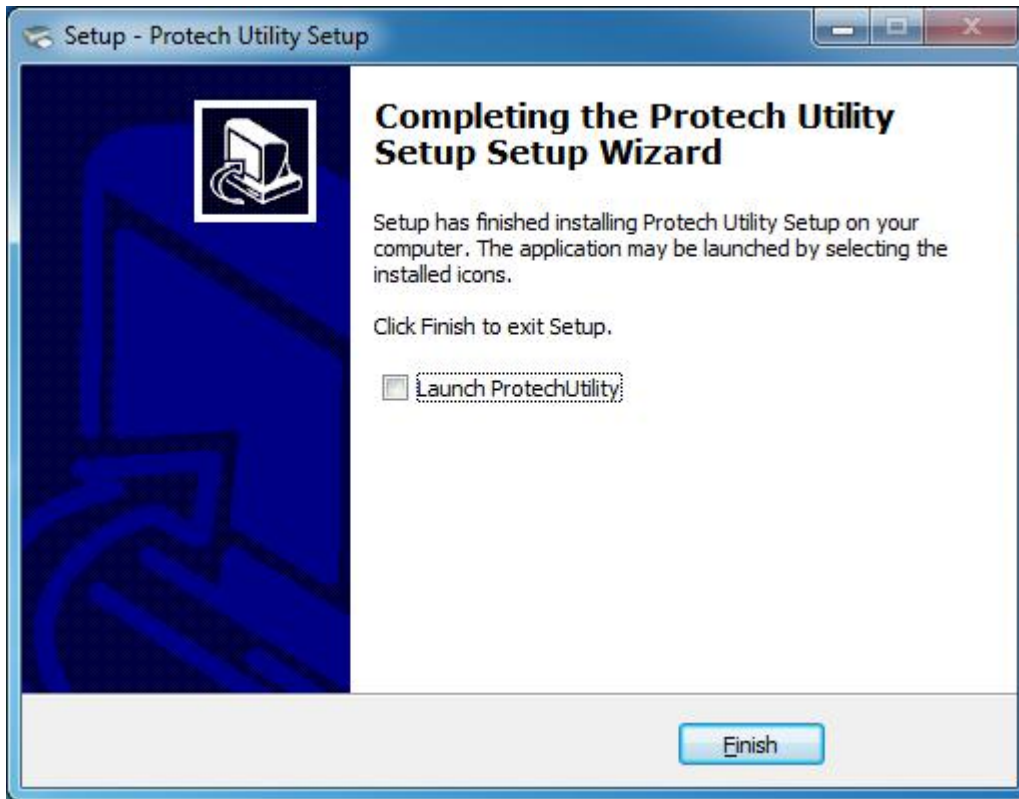 Setup - Protech Utility Setup
Completing the Protech Utility
Setup Setup Wizard
Setup has finished installing Protech Utility Setup on your
computer. The application may be launched by selecting the
installed icons.
Click Finish to exit Setup.
Launch ProtechUtility
Finish